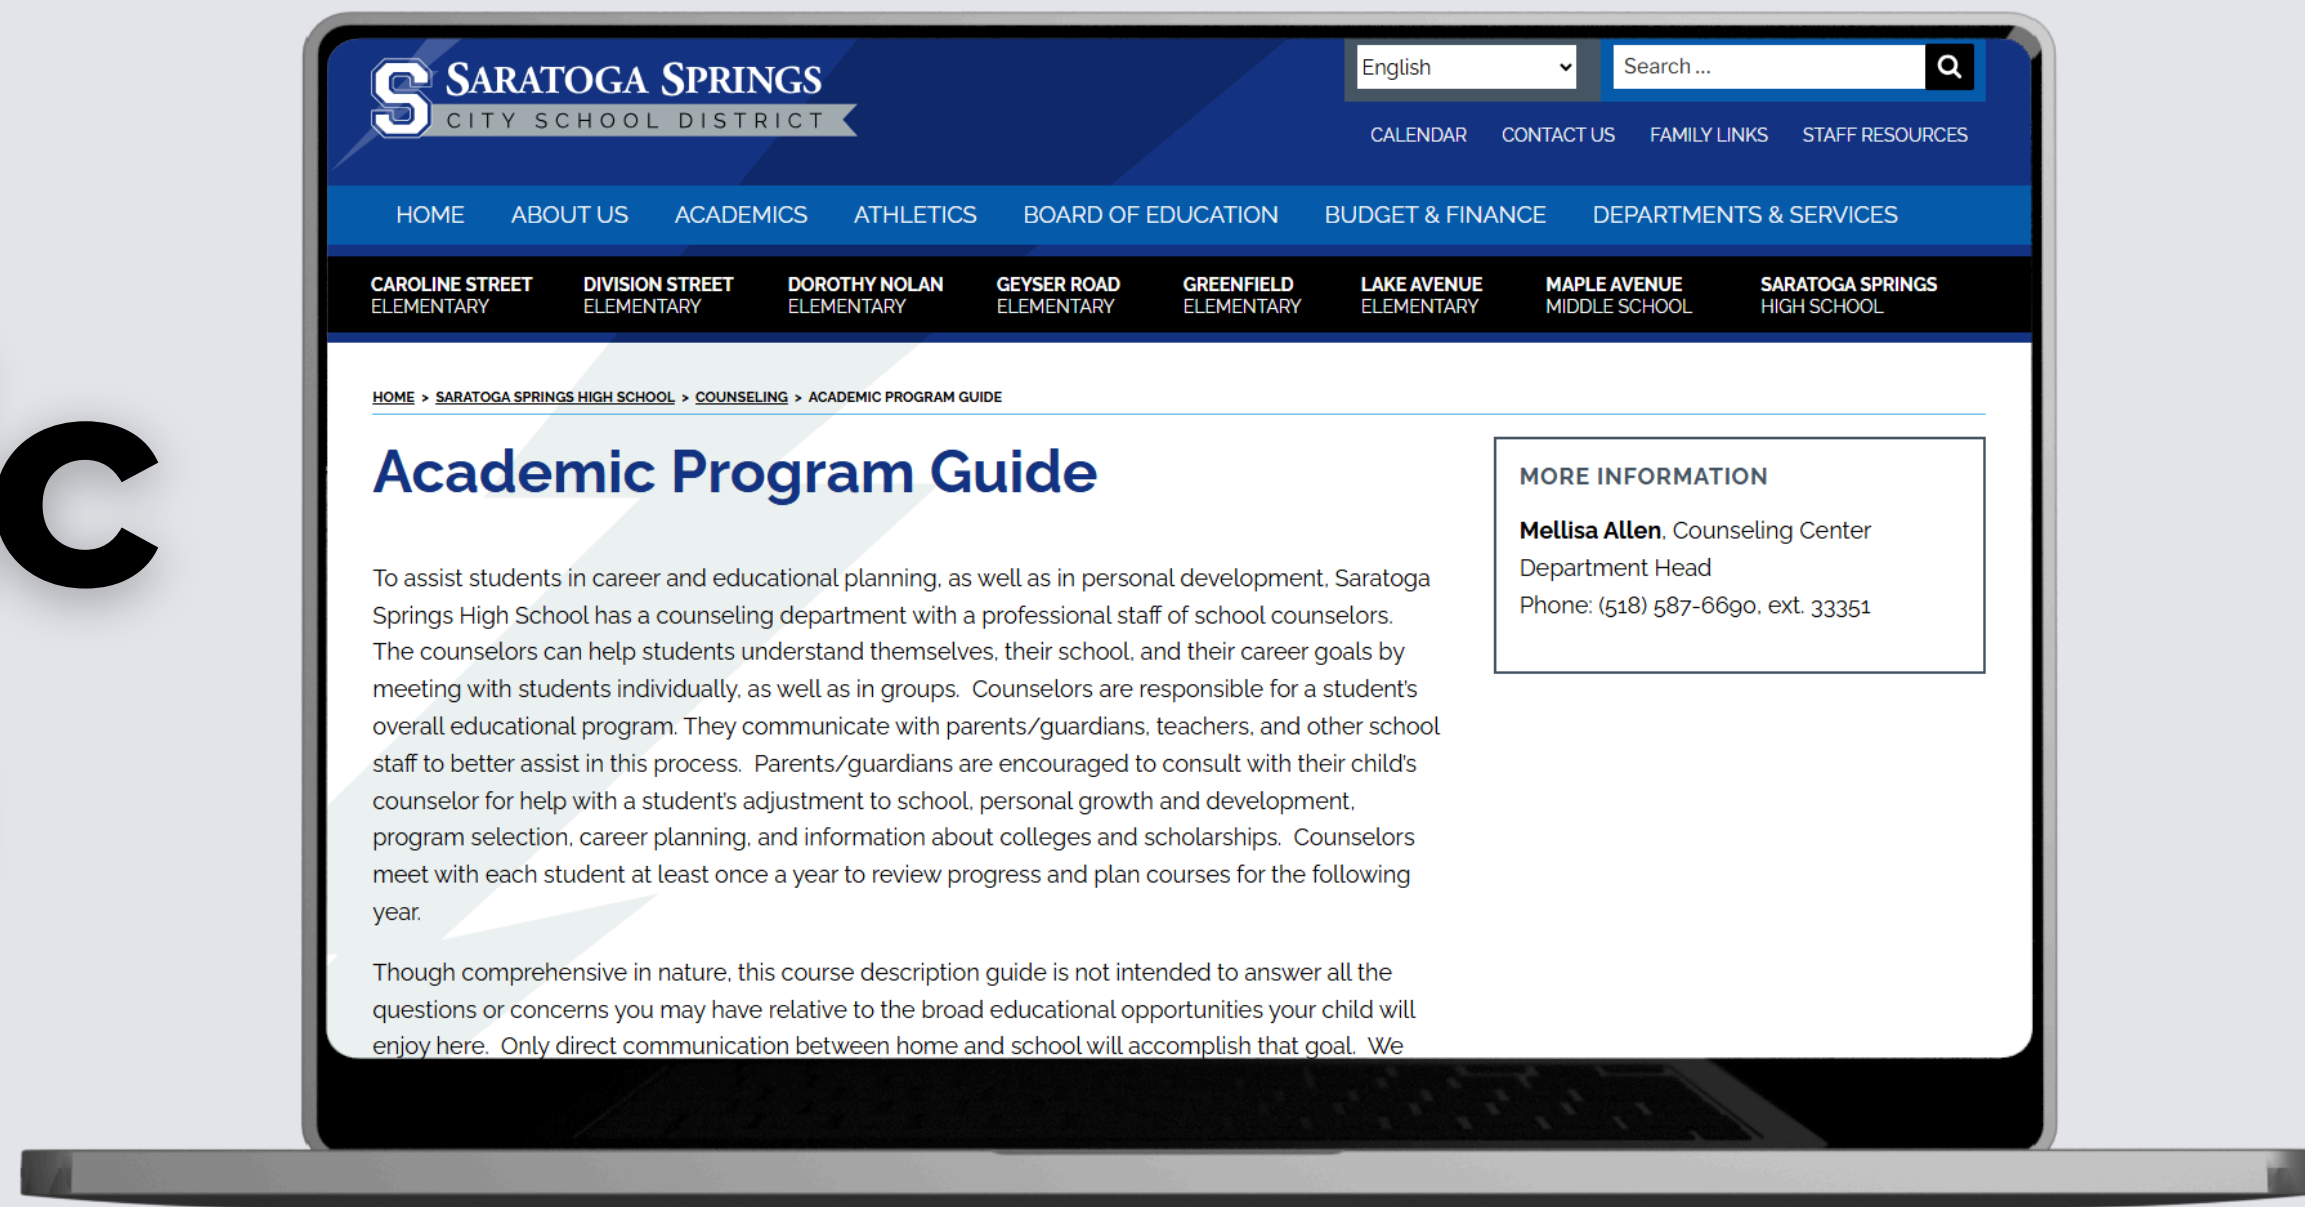 SARATOGA SPRINGS
CITY SCHOOL DISTRICT
English
Search ...
CALENDAR CONTACT US FAMILY LINKS STAFF RESOURCES
HOME ABOUT US ACADEMICS ATHLETICS BOARD OF EDUCATION BUDGET & FINANCE DEPARTMENTS & SERVICES
CAROLINE STREET DIVISION STREET DOROTHY NOLAN GEYSER ROAD GREENFIELD LAKE AVENUE MAPLE AVENUE SARATOGA SPRINGS
ELEMENTARY ELEMENTARY ELEMENTARY ELEMENTARY ELEMENTARY ELEMENTARY MIDDLE SCHOOL HIGH SCHOOL
HOME > SARATOGA SPRINGS HIGH SCHOOL > COUNSELING > ACADEMIC PROGRAM GUIDE
c
Academic Program Guide
To assist students in career and educational planning, as well as in personal development, Saratoga
Springs High School has a counseling department with a professional staff of school counselors.
The counselors can help students understand themselves, their school, and their career goals by
meeting with students individually, as well as in groups. Counselors are responsible for a student's
overall educational program. They communicate with parents/guardians, teachers, and other school
staff to better assist in this process. Parents/guardians are encouraged to consult with their child's
counselor for help with a student's adjustment to school, personal growth and development,
program selection, career planning, and information about colleges and scholarships. Counselors
meet with each student at least once a year to review progress and plan courses for the following
year.
Though comprehensive in nature, this course description guide is not intended to answer all the
questions or concerns you may have relative to the broad educational opportunities your child will
enjoy here. Only direct communication between home and school will accomplish that goal. We
MORE INFORMATION
Mellisa Allen, Counseling Center
Department Head
Phone: (518) 587-6690, ext. 33351